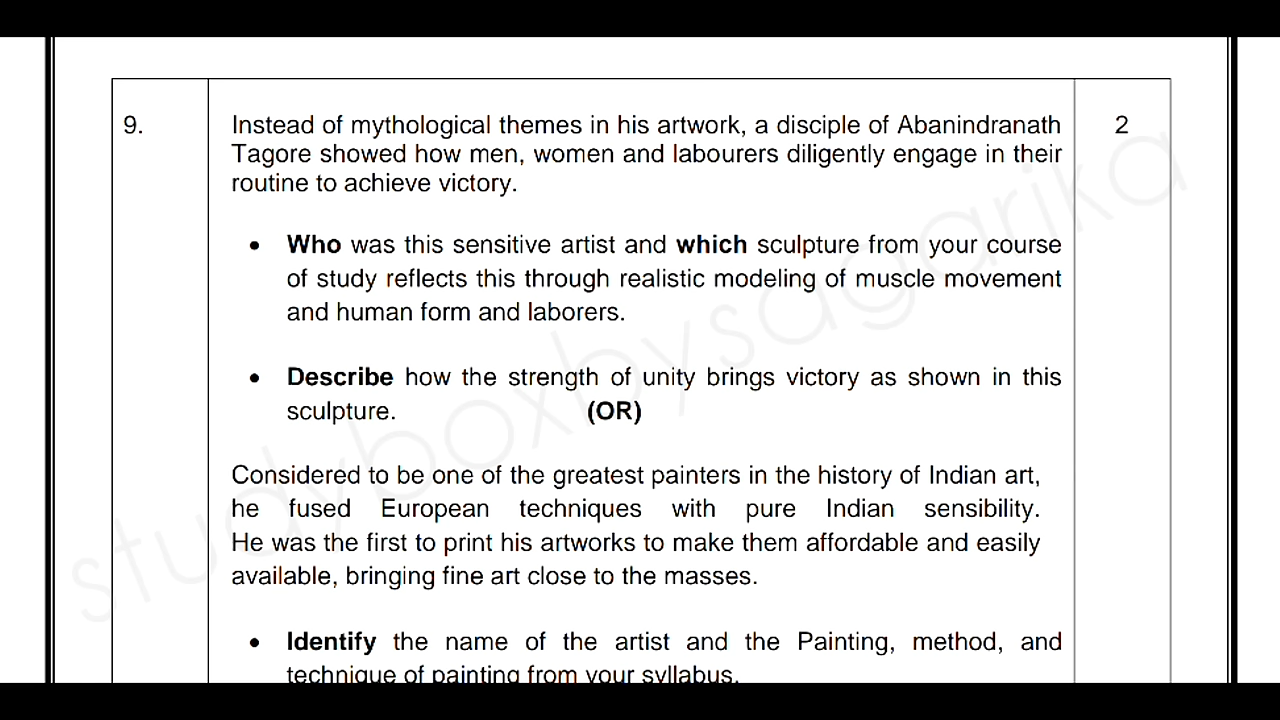 9.
Instead of mythological themes in his artwork, a disciple of Abanindranath
Tagore showed how men, women and labourers diligently engage in their
routine to achieve victory.
2
• Who was this sensitive artist and which sculpture from your course
of study reflects this through realistic modeling of muscle movement
and human form and laborers.
• Describe how the strength of unity brings victory as shown in this
sculpture. (OR)
Considered to be one of the greatest painters in the history of Indian art,
he fused European techniques with pure Indian sensibility.
He was the first to print his artworks to make them affordable and easily
available, bringing fine art close to the masses.
• Identify the name of the artist and the Painting, method, and
technique of painting from your syllabus.
studyboxbysagarika